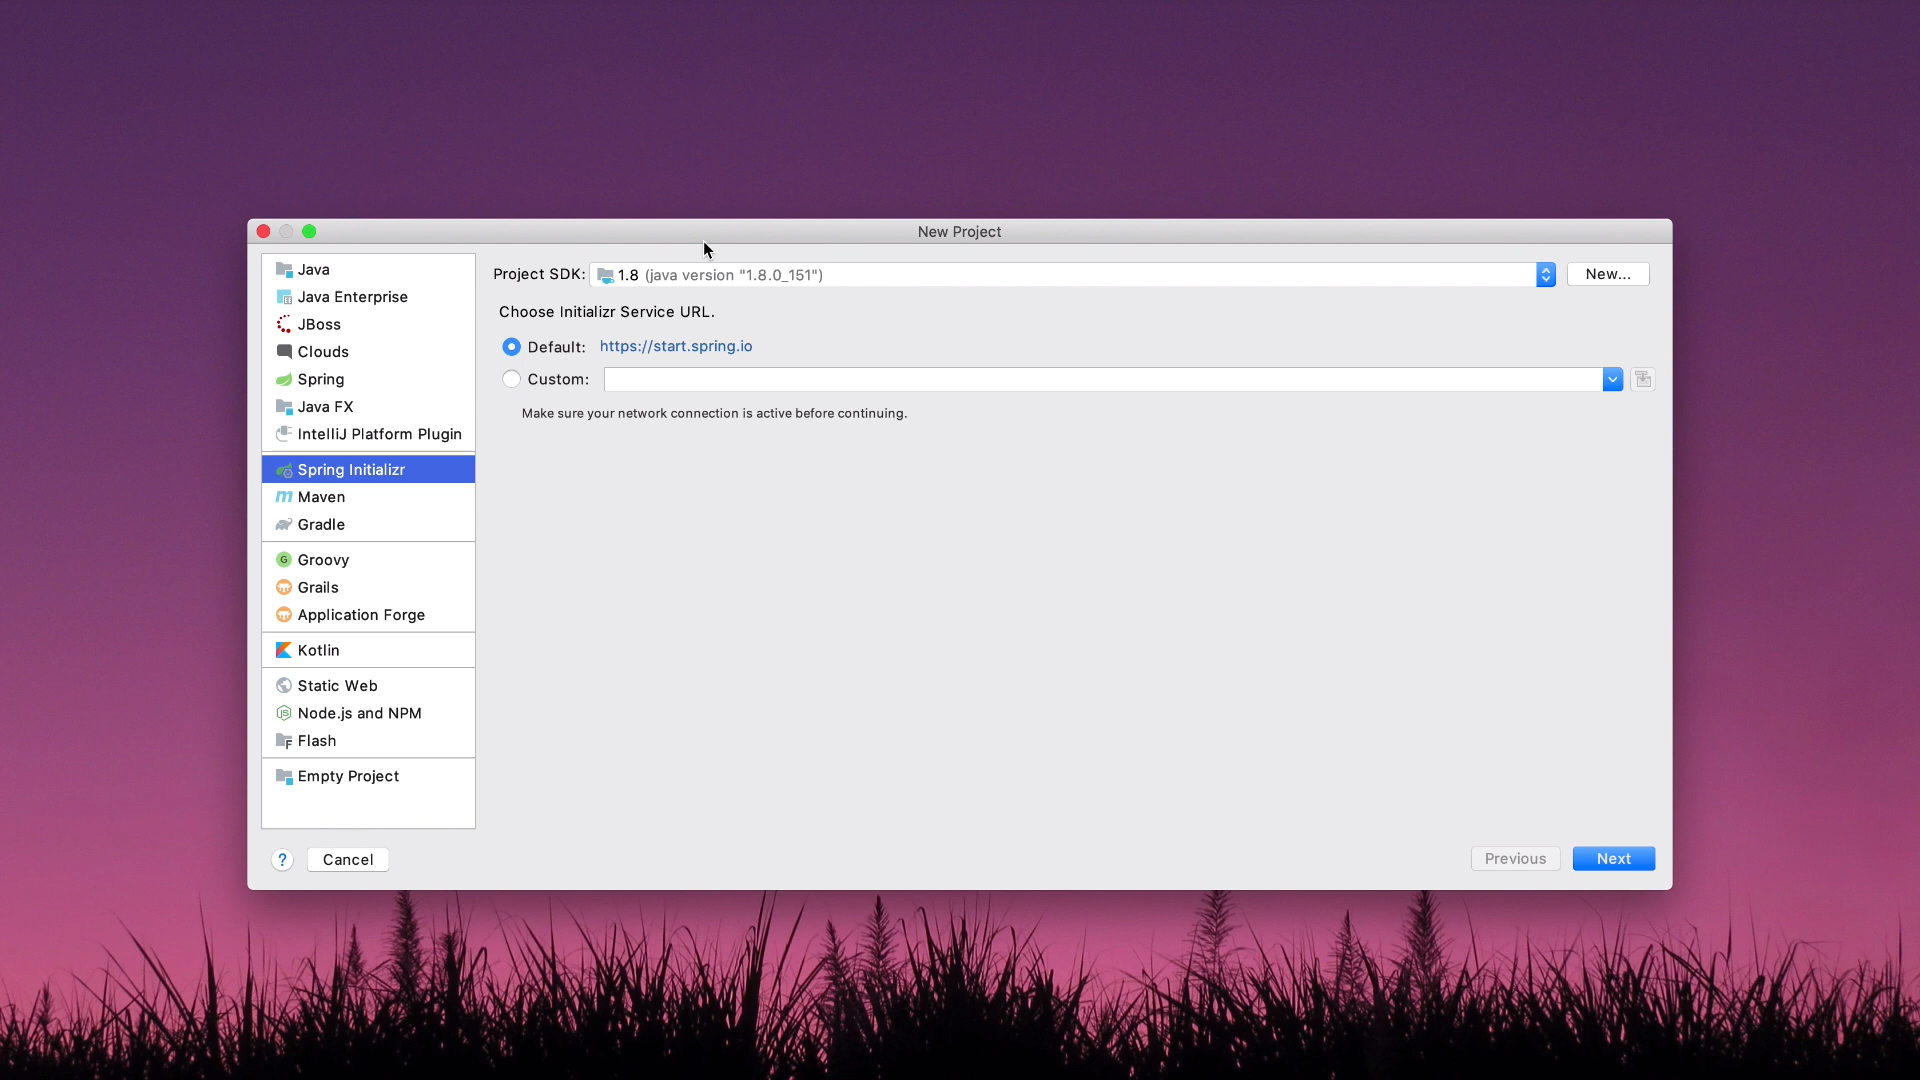 New Project
Java
Java Enterprise
JBoss
Clouds
Spring
Java FX
IntelliJ Platform Plugin
Spring Initializr
Maven
Gradle
Groovy
Grails
Application Forge
Kotlin
Static Web
Node.js and NPM
Flash
Empty Project
Project SDK: 1.8 (java version "1.8.0_151") New...
Choose Initializr Service URL.
Default: https://start.spring.io
Custom:
Make sure your network connection is active before continuing.
? Cancel Previous Next